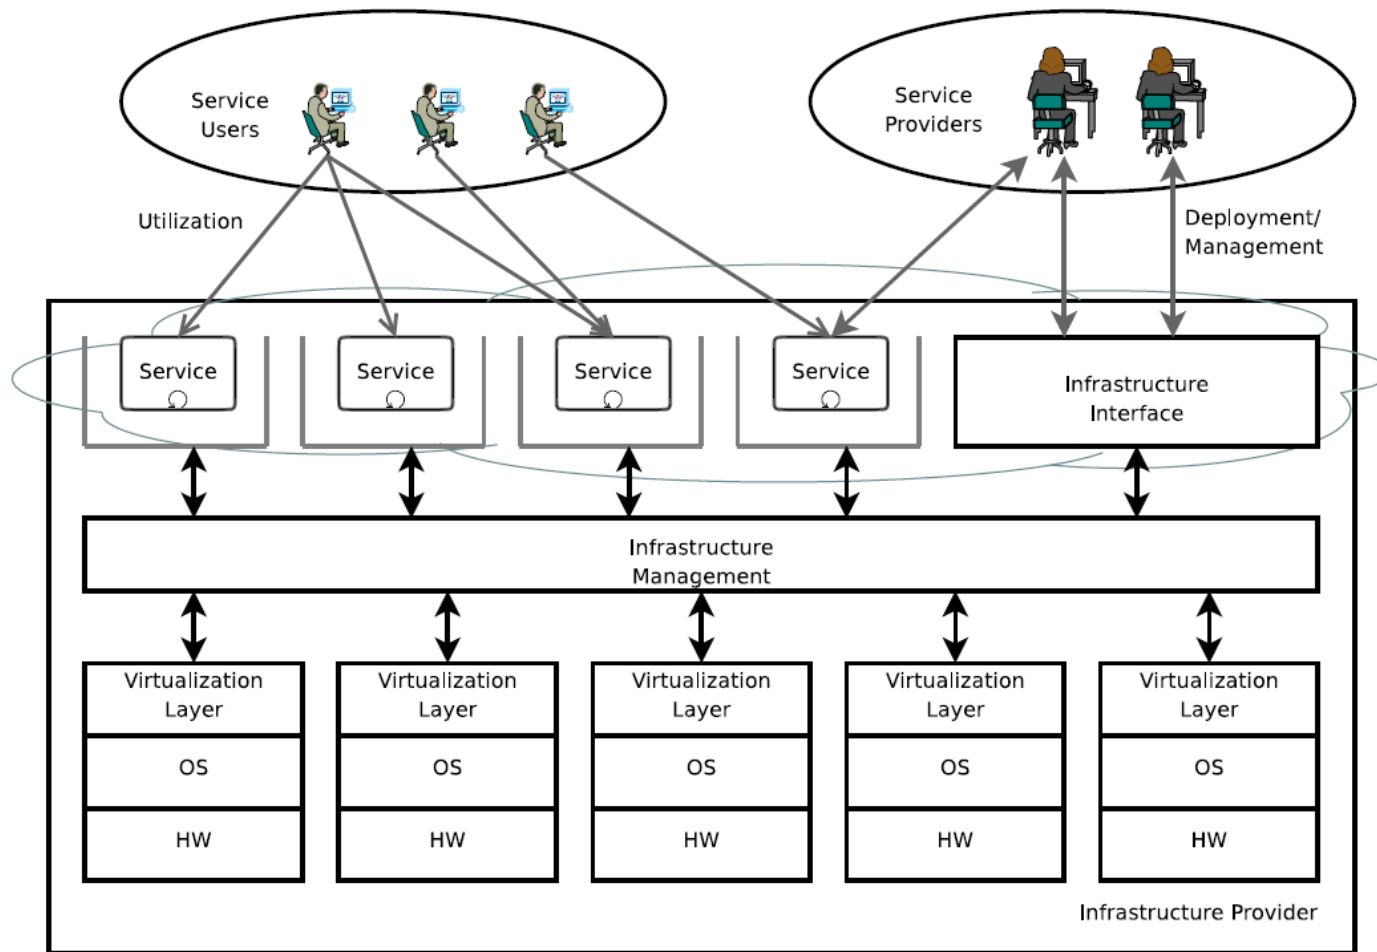 Service
Users
Service
Providers
Utilization
Deployment/
Management
Service
Service
Service
Service
Infrastructure
Interface
Infrastructure
Management
Virtualization
Layer
Virtualization
Layer
Virtualization
Layer
Virtualization
Layer
Virtualization
Layer
OS
OS
OS
OS
OS
HW
HW
HW
HW
HW
Infrastructure Provider